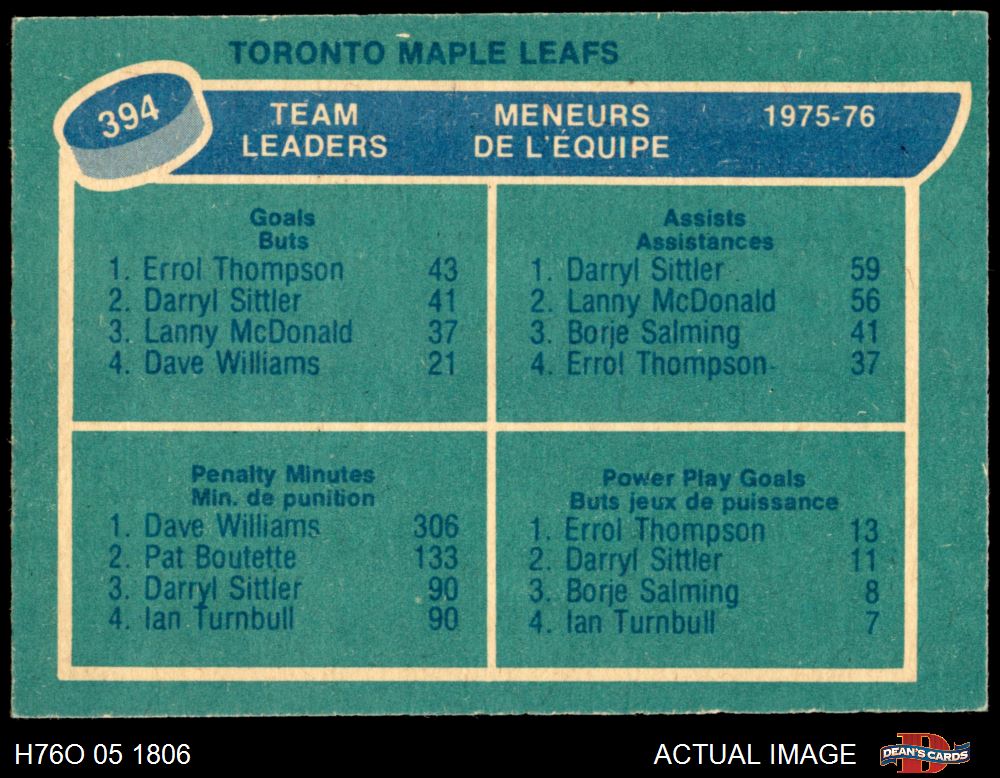 TORONTO MAPLE LEAFS
394
TEAM LEADERS
MENEURS DE L'ÉQUIPE
1975-76
Goals
Buts
1. Errol Thompson 43
2. Darryl Sittler 41
3. Lanny McDonald 37
4. Dave Williams 21
Assists
Assistances
1. Darryl Sittler 59
2. Lanny McDonald 56
3. Borje Salming 41
4. Errol Thompson 37
Penalty Minutes
Min. de punition
1. Dave Williams 306
2. Pat Boutette 133
3. Darryl Sittler 90
4. Ian Turnbull 90
Power Play Goals
Buts jeux de puissance
1. Errol Thompson 13
2. Darryl Sittler 11
3. Borje Salming 8
4. Ian Turnbull 7
H76O 05 1806
ACTUAL IMAGE
D
DEAN'S CARDS